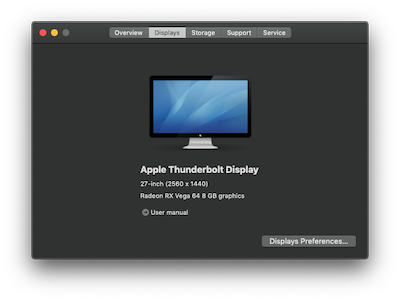 Overview Displays Storage Support Service
Apple Thunderbolt Display
27-inch (2560 x 1440)
Radeon RX Vega 64 8 GB graphics
User manual
Displays Preferences...